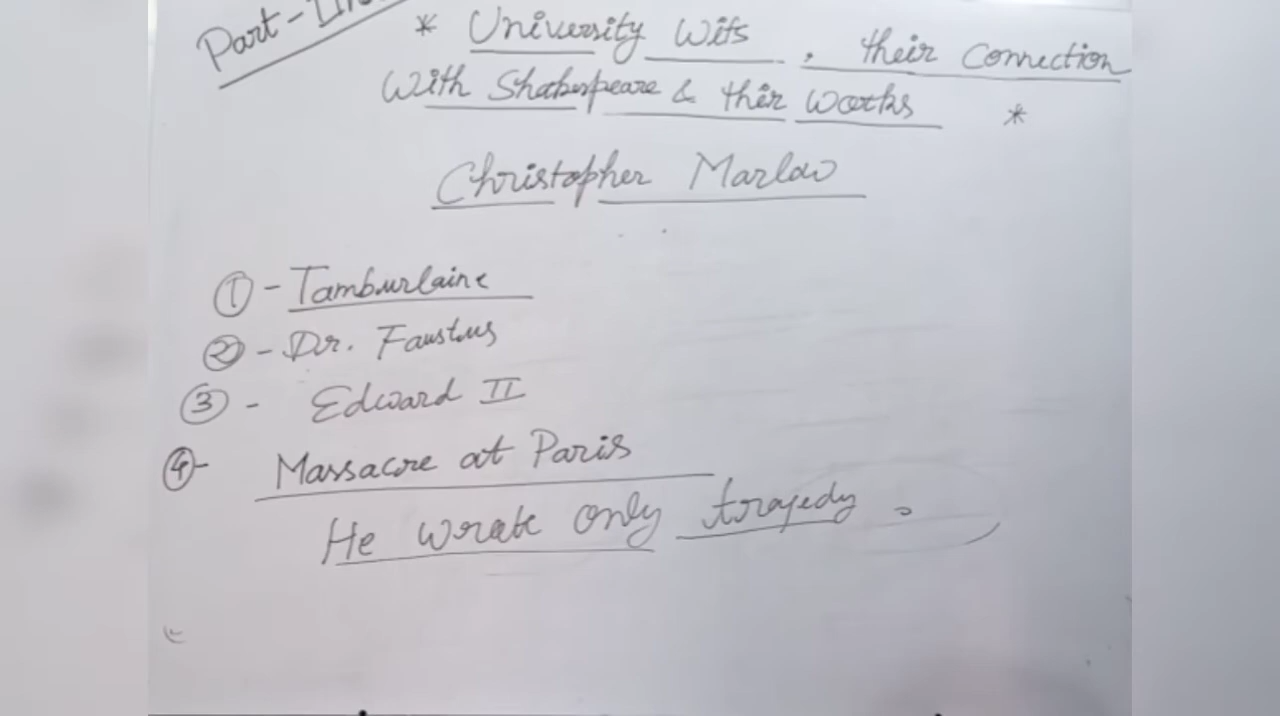 Part-
* University Wits, their Connection
With Shakespeare & their Works *
Christopher Marlow
① - Tamburlaine
② - Dr. Faustus
③ - Edward II
④- Massacre at Paris
He wrote only tragedy.